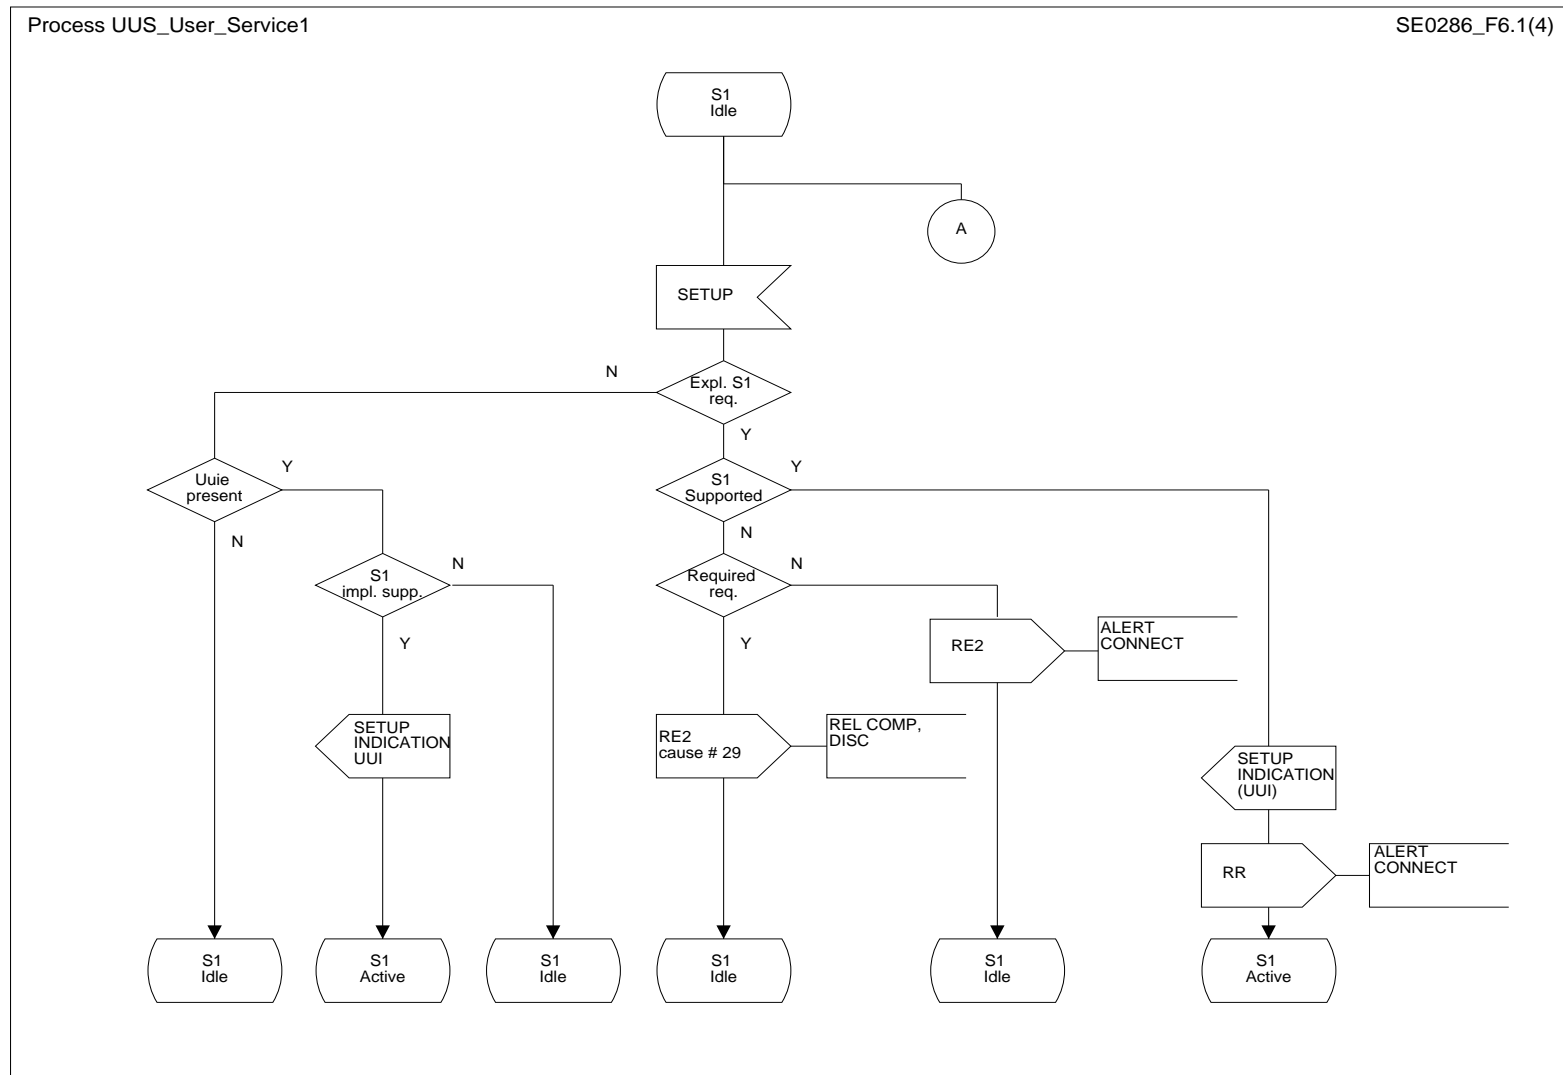 Process UUS_User_Service1
SE0286_F6.1(4)
S1
Idle
A
SETUP
N
Expl. S1
req.
Y
Uuie
present
Y
S1
Supported
Y
N
N
S1
impl. supp.
N
Required
req.
N
Y
Y
RE2
ALERT
CONNECT
SETUP
INDICATION
UUI
RE2
cause # 29
REL COMP,
DISC
SETUP
INDICATION
(UUI)
RR
ALERT
CONNECT
S1
Idle
S1
Active
S1
Idle
S1
Idle
S1
Idle
S1
Active